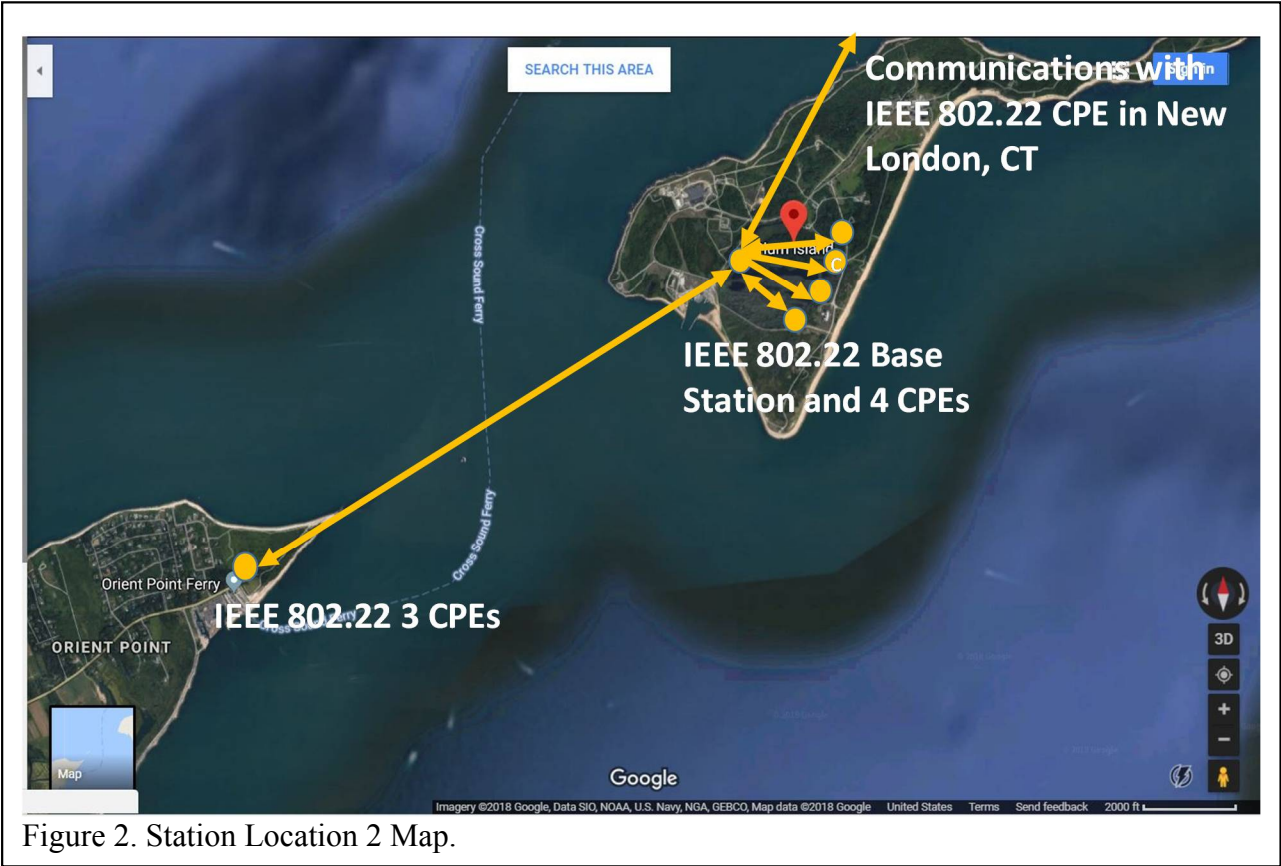 SEARCH THIS AREA
Communications with
IEEE 802.22 CPE in New
London, CT
in
Cross Sound Ferry
Island
C
IEEE 802.22 Base
Station and 4 CPEs
Cross Sound Ferry
Orient Point Ferry
IEEE 802.22 3 CPEs
ORIENT POINT
3D
Map
Google
Imagery ©2018 Google, Data SIO, NOAA, U.S. Navy, NGA, GEBCO, Map data ©2018 Google United States Terms Send feedback 2000 ft
Figure 2. Station Location 2 Map.